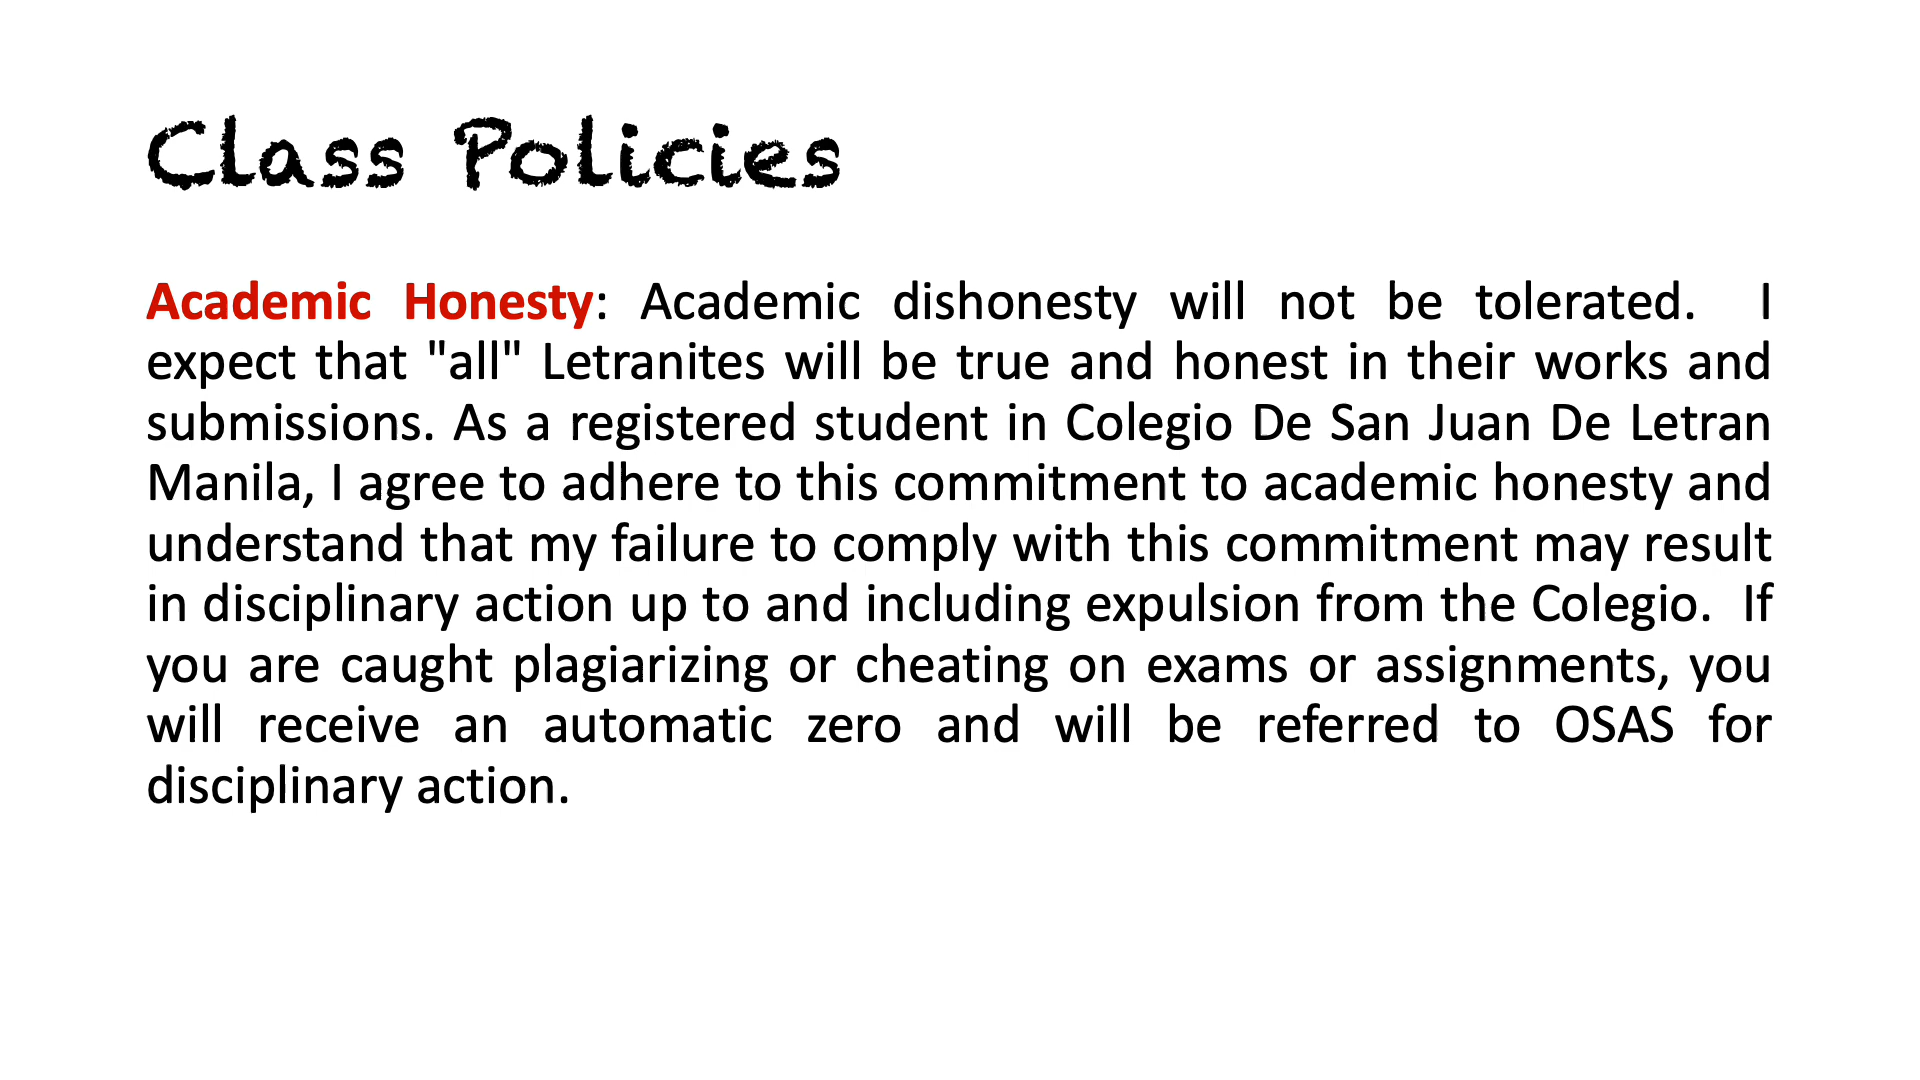 Class Policies
Academic Honesty: Academic dishonesty will not be tolerated.  I
expect that "all" Letranites will be true and honest in their works and
submissions. As a registered student in Colegio De San Juan De Letran
Manila, I agree to adhere to this commitment to academic honesty and
understand that my failure to comply with this commitment may result
in disciplinary action up to and including expulsion from the Colegio.  If
you are caught plagiarizing or cheating on exams or assignments, you
will receive an automatic zero and will be referred to OSAS for
disciplinary action.